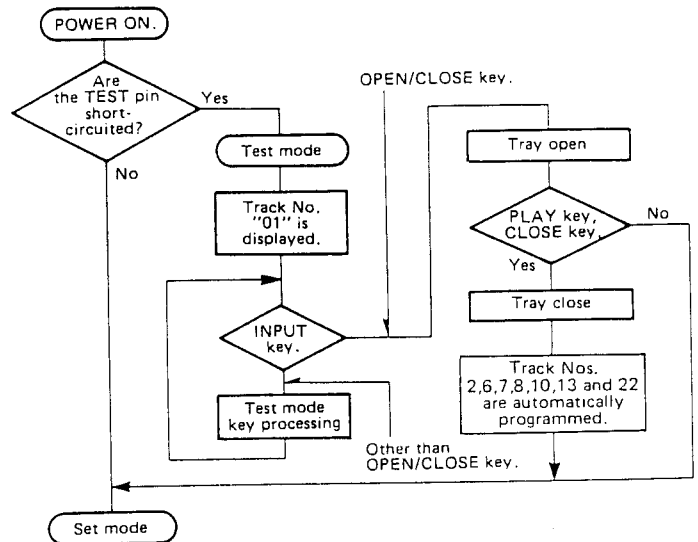 POWER ON.
Are
the TEST pin
short-
circuited?
Yes
No
Test mode
Track No.
"01" is
displayed.
INPUT
key.
Test mode
key processing
OPEN/CLOSE key.
Other than
OPEN/CLOSE key.
Tray open
PLAY key,
CLOSE key,
No
Yes
Tray close
Track Nos.
2,6,7,8,10,13 and 22
are automatically
programmed.
Set mode